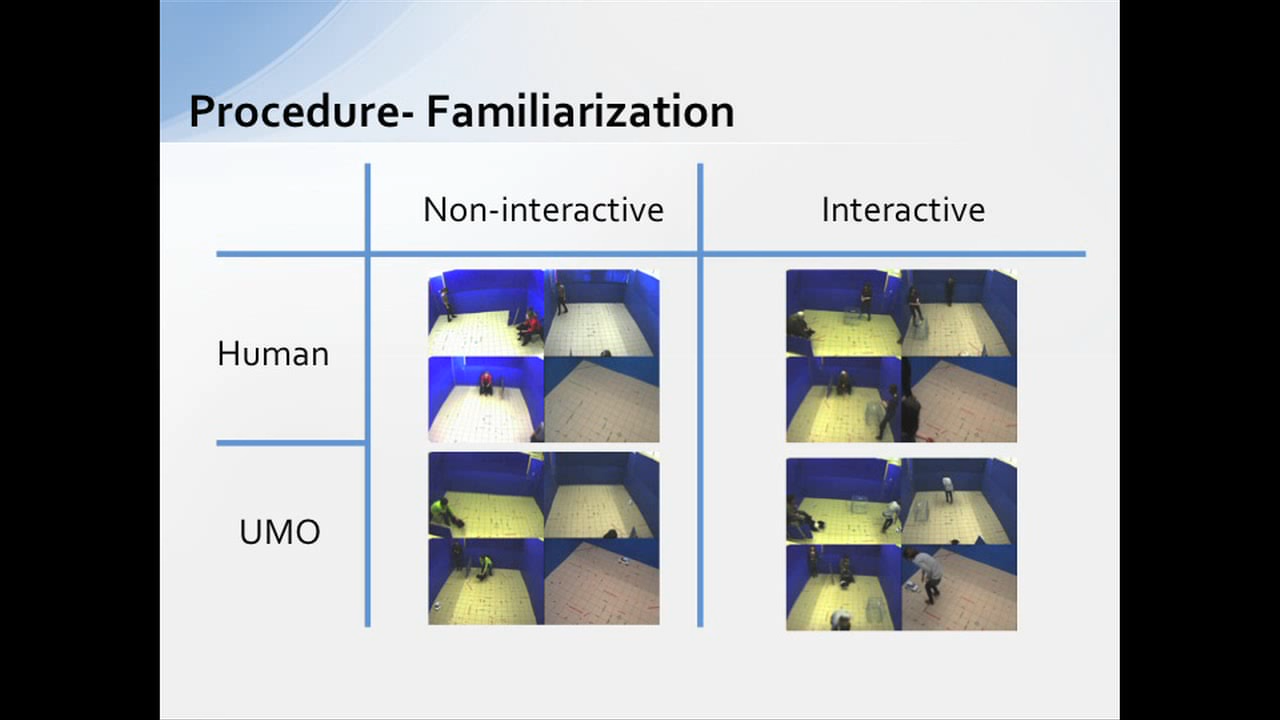 Procedure- Familiarization
Non-interactive
Interactive
Human
UMO